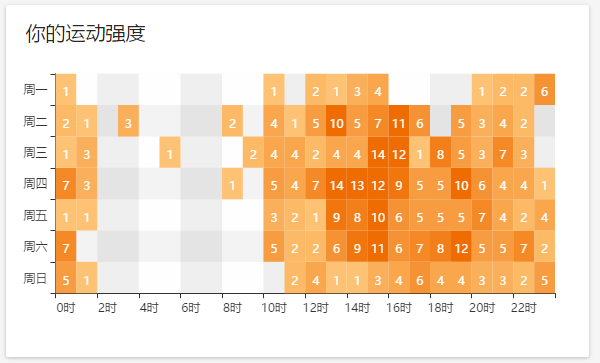 你的运动强度
周一 1 1 2 1 3 4 1 2 2 6
周二 2 1 3 2 4 1 5 10 5 7 11 6 5 3 4 2
周三 1 3 1 2 4 4 2 4 4 14 12 1 8 5 3 7 3
周四 7 3 1 5 4 7 14 13 12 9 5 5 10 6 4 4 1
周五 1 1 3 2 1 9 8 10 6 5 5 5 7 4 2 4
周六 7 5 2 2 6 9 11 6 7 8 12 5 5 7 2
周日 5 1 2 4 1 1 3 4 6 4 4 3 3 2 5
0时 2时 4时 6时 8时 10时 12时 14时 16时 18时 20时 22时